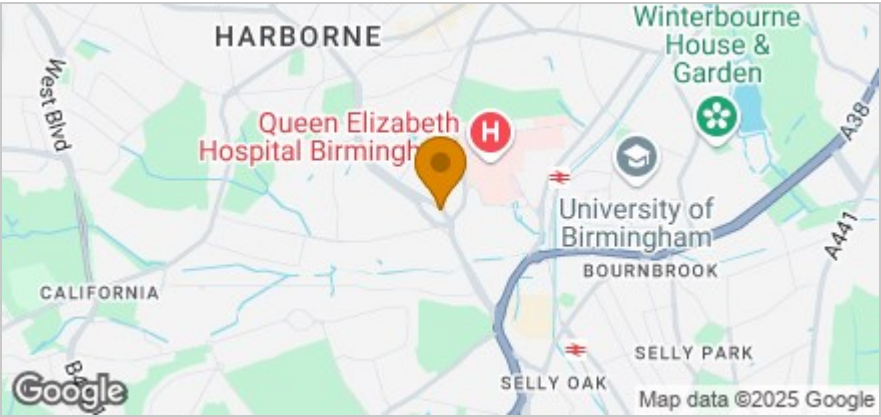 HARBORNE
Winterbourne
House &
Garden
West Blvd
A38
Queen Elizabeth
Hospital Birmingh
H
University of
Birmingham
A441
BOURNBROOK
CALIFORNIA
SELLY PARK
SELLY OAK
Google
Map data ©2025 Google